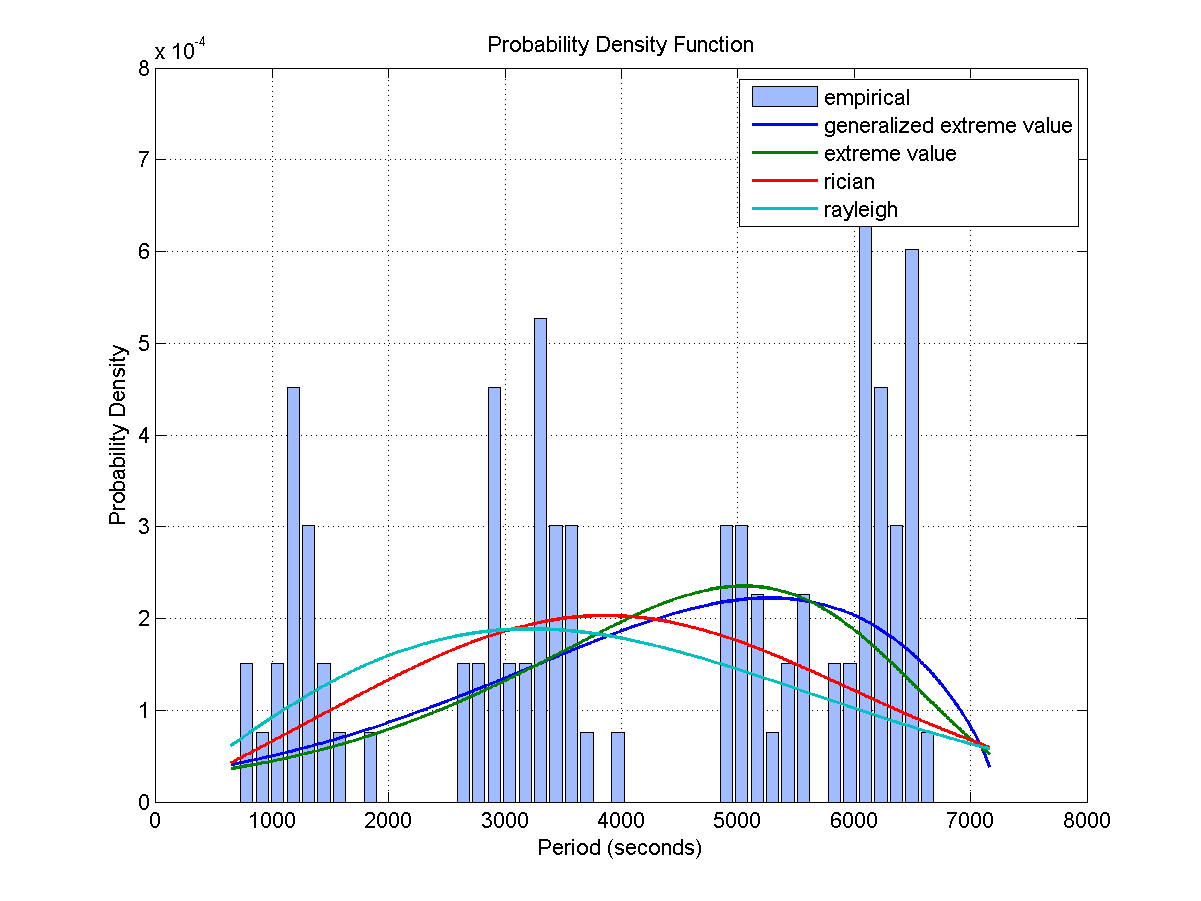 Probability Density Function
x 10^-4
8
7
6
5
4
3
2
1
0
0 1000 2000 3000 4000 5000 6000 7000 8000
Probability Density
Period (seconds)
empirical
generalized extreme value
extreme value
rician
rayleigh